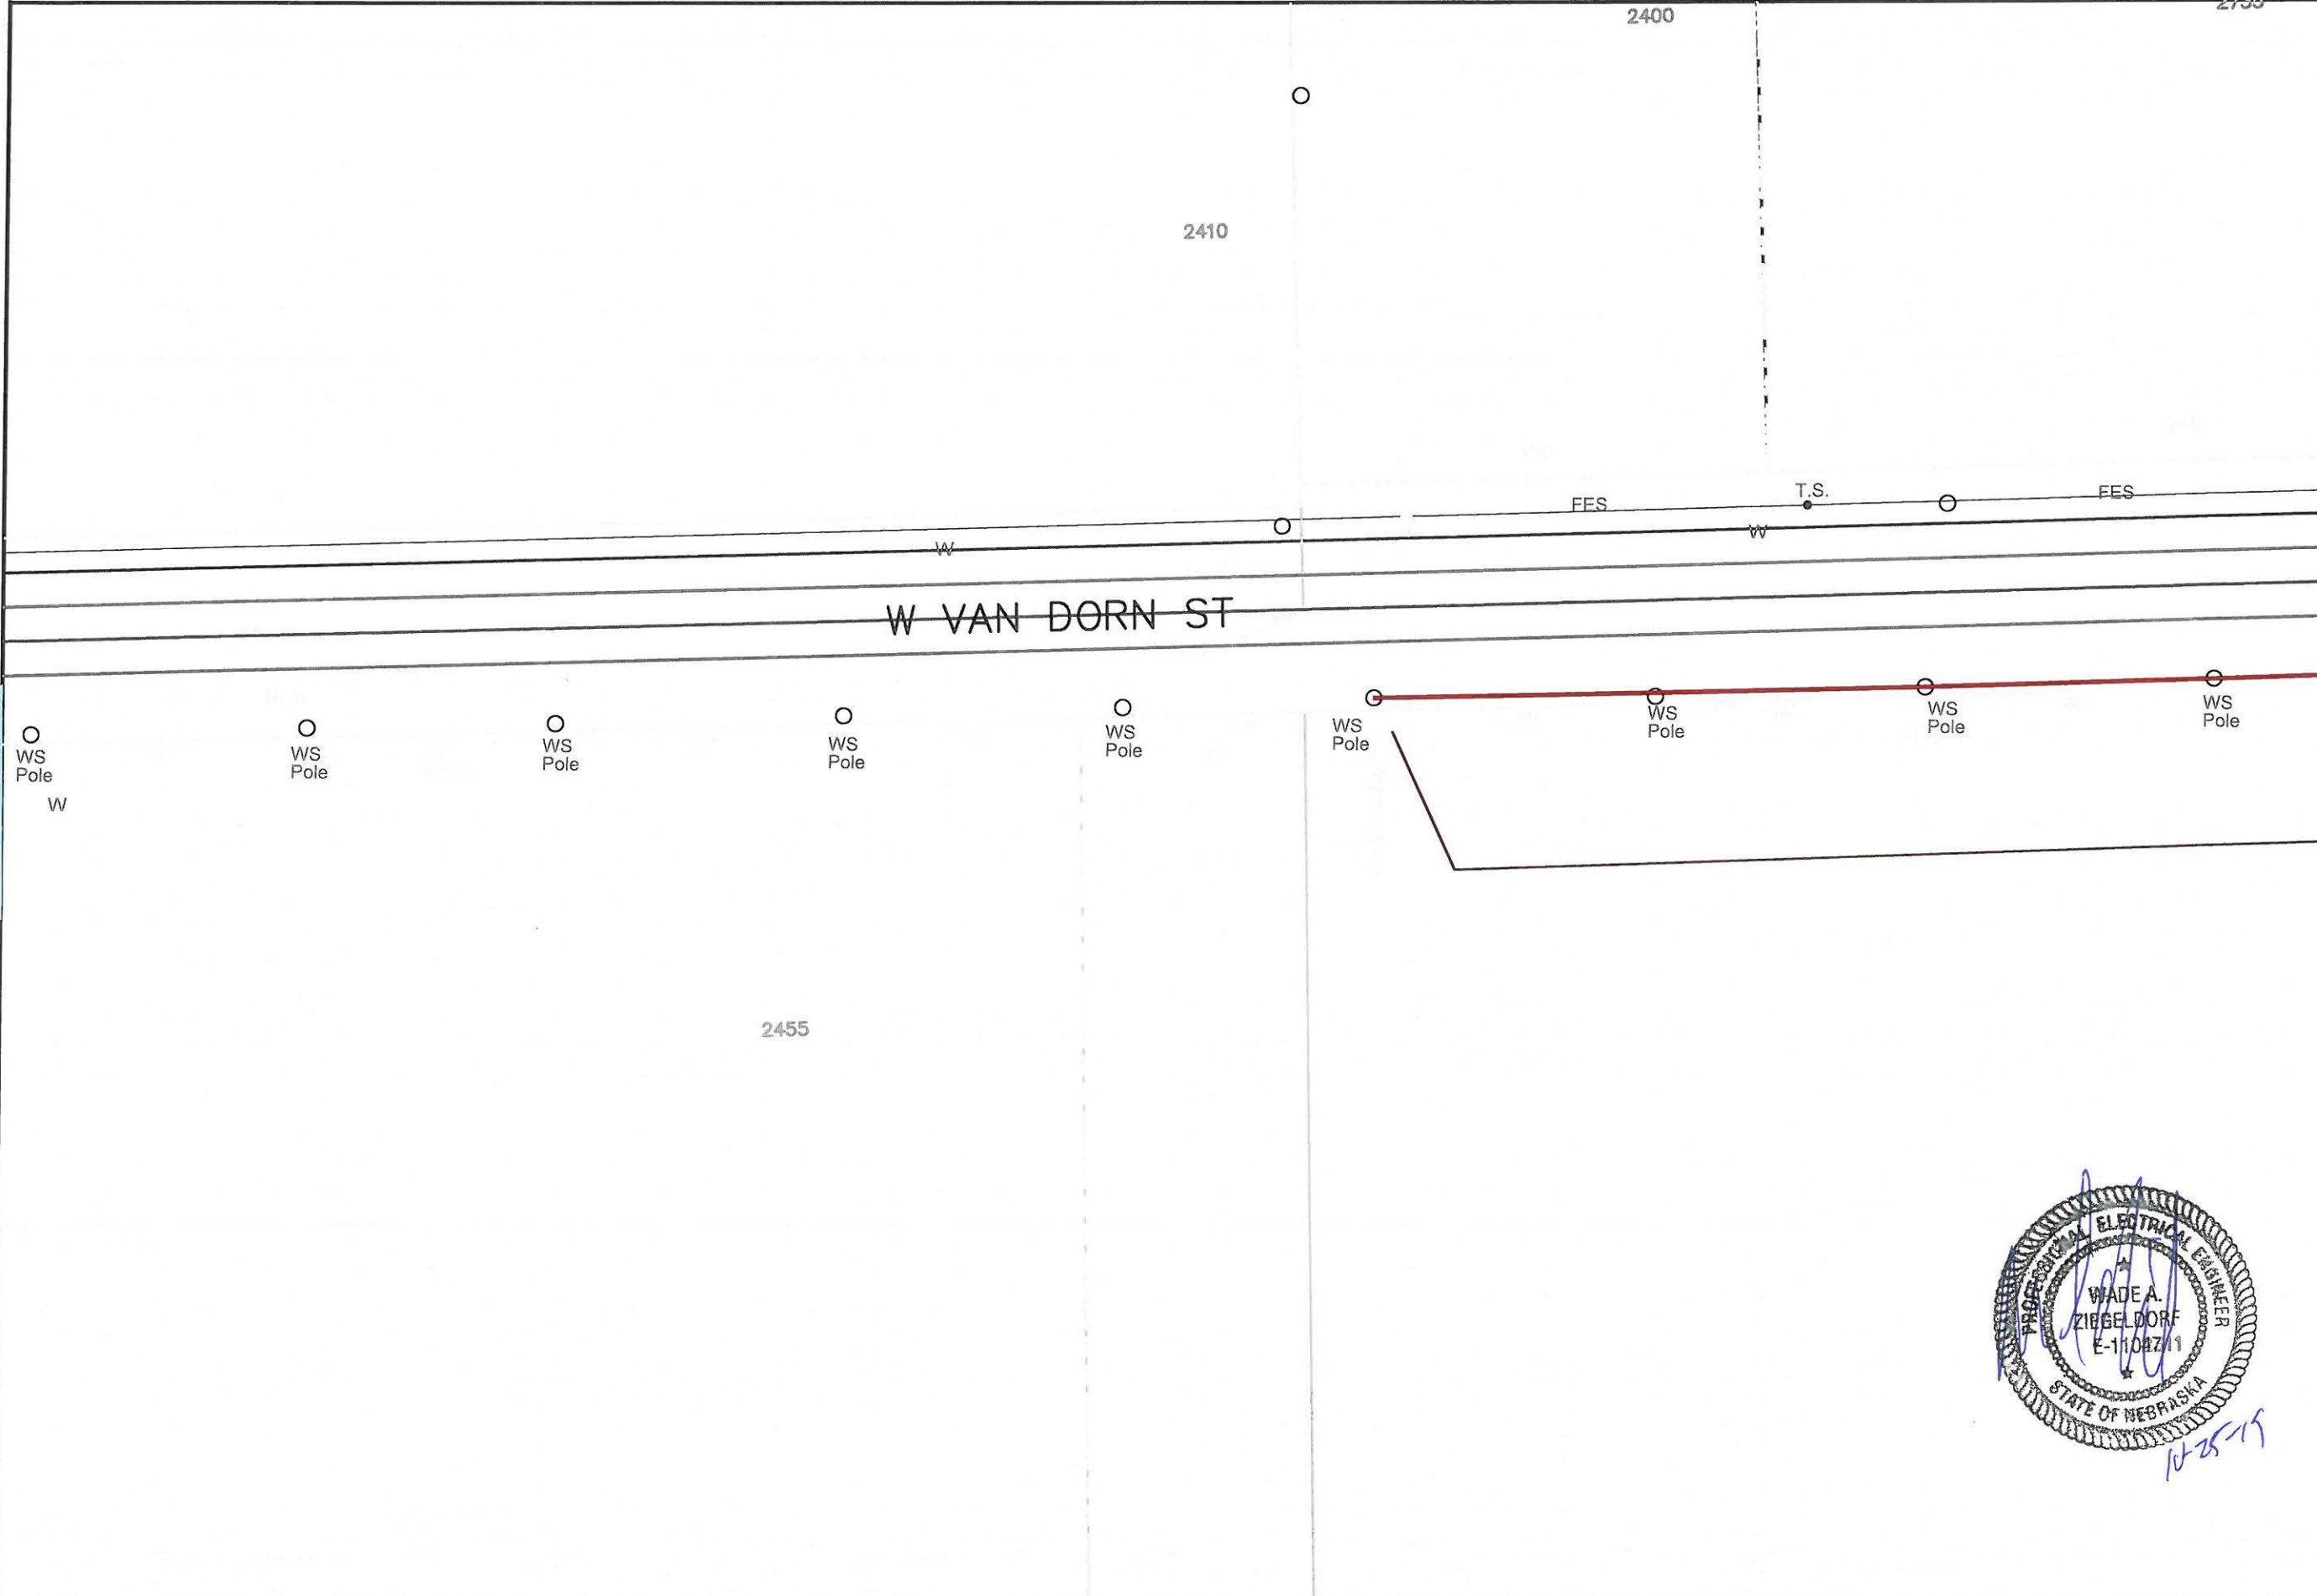 2400
2410
FES
T.S.
FES
W
W
W VAN DORN ST
WS
Pole
WS
Pole
WS
Pole
WS
Pole
WS
Pole
WS
Pole
WS
Pole
WS
Pole
WS
Pole
W
2455
PROFESSIONAL ELECTRICAL ENGINEER
WADE A.
ZIEGELDORF
STATE OF NEBRASKA